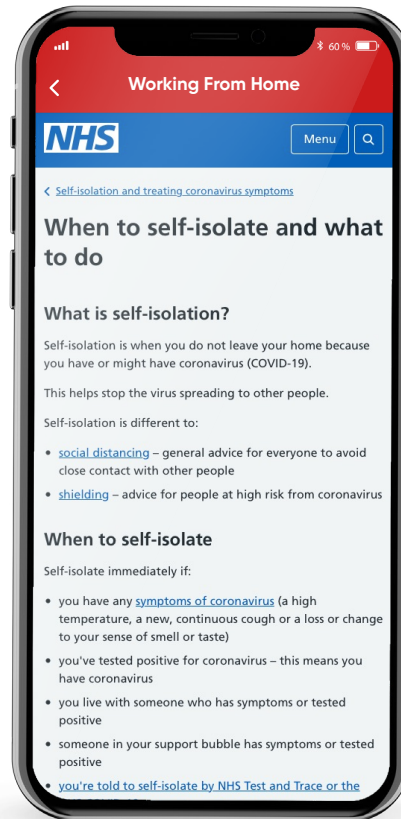 60 %
Working From Home
NHS
Menu
Self-isolation and treating coronavirus symptoms
When to self-isolate and what
to do
What is self-isolation?
Self-isolation is when you do not leave your home because
you have or might have coronavirus (COVID-19).
This helps stop the virus spreading to other people.
Self-isolation is different to:
• social distancing – general advice for everyone to avoid
close contact with other people
• shielding – advice for people at high risk from coronavirus
When to self-isolate
Self-isolate immediately if:
• you have any symptoms of coronavirus (a high
temperature, a new, continuous cough or a loss or change
to your sense of smell or taste)
• you've tested positive for coronavirus – this means you
have coronavirus
• you live with someone who has symptoms or tested
positive
• someone in your support bubble has symptoms or tested
positive
• you're told to self-isolate by NHS Test and Trace or the